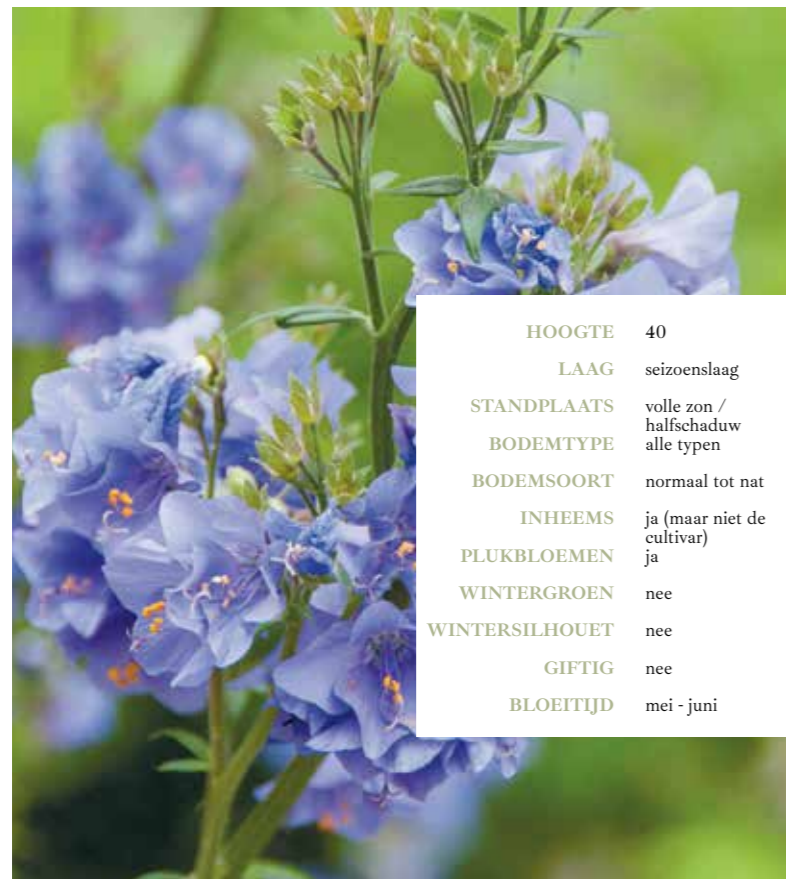 HOOGTE 40
LAAG seizoenslaag
STANDPLAATS volle zon /
halfschaduw
BODEMTYPE alle typen
BODEMSOORT normaal tot nat
INHEEMS ja (maar niet de
cultivar)
PLUKBLOEMEN ja
WINTERGROEN nee
WINTERSILHOUET nee
GIFTIG nee
BLOEITIJD mei - juni